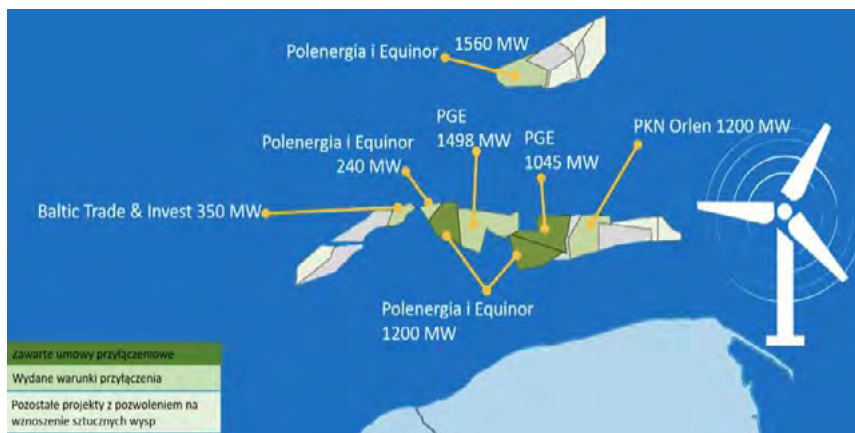 Polenergia i Equinor
1560 MW
Polenergia i Equinor
240 MW
PGE
1498 MW
PGE
1045 MW
PKN Orlen 1200 MW
Baltic Trade & Invest 350 MW
Polenergia i Equinor
1200 MW
Zawarte umowy przyłączeniowe
Wydane warunki przyłączenia
Pozostałe projekty z pozwoleniem na
wznoszenie sztucznych wysp